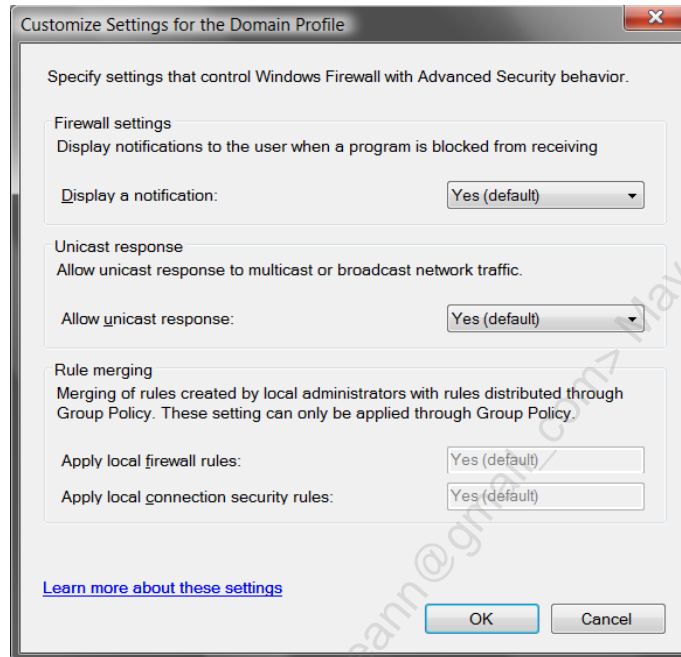 Customize Settings for the Domain Profile
Specify settings that control Windows Firewall with Advanced Security behavior.
Firewall settings
Display notifications to the user when a program is blocked from receiving
Display a notification:
Yes (default)
Unicast response
Allow unicast response to multicast or broadcast network traffic.
Allow unicast response:
Yes (default)
Rule merging
Merging of rules created by local administrators with rules distributed through
Group Policy. These setting can only be applied through Group Policy.
Apply local firewall rules:
Yes (default)
Apply local connection security rules:
Yes (default)
Learn more about these settings
OK
Cancel
eann@gmail_com> May